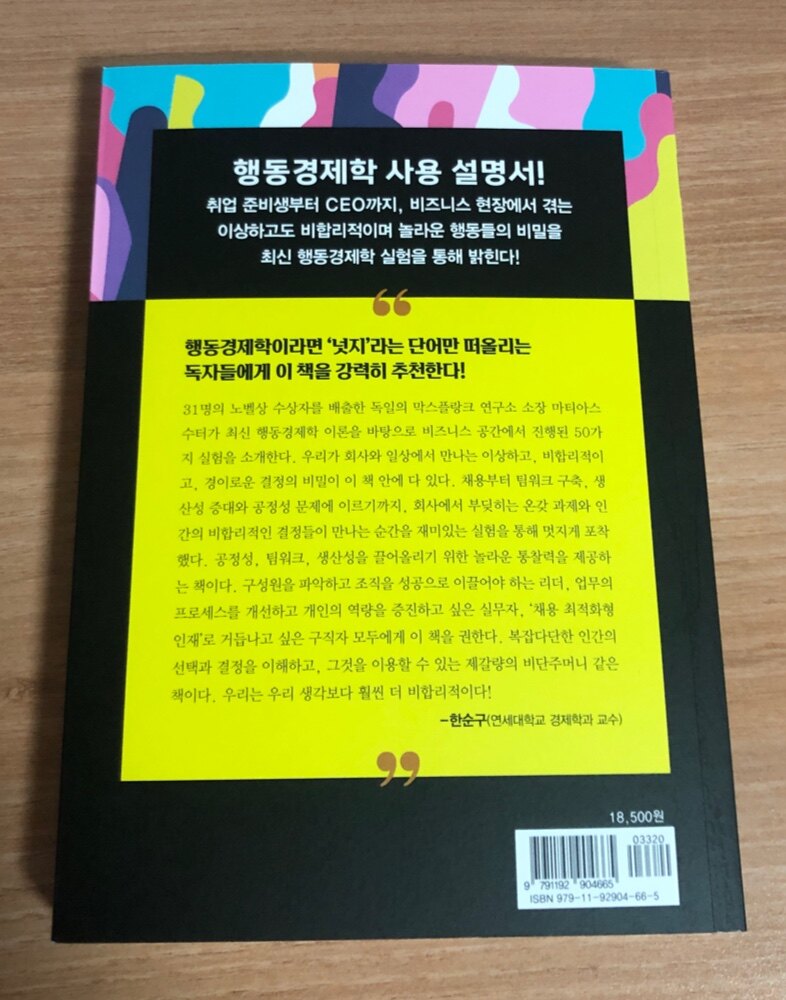 행동경제학 사용 설명서!
취업 준비생부터 CEO까지, 비즈니스 현장에서 겪는
이상하고도 비합리적이며 놀라운 행동들의 비밀을
최신 행동경제학 실험을 통해 밝힌다!
“
행동경제학이라면 ‘넛지’라는 단어만 떠올리는
독자들에게 이 책을 강력히 추천한다!
31명의 노벨상 수상자를 배출한 독일의 막스플랑크 연구소 소장 마티아스
수터가 최신 행동경제학 이론을 바탕으로 비즈니스 공간에서 진행된 50가
지 실험을 소개한다. 우리가 회사와 일상에서 만나는 이상하고, 비합리적이
고, 경이로운 결정의 비밀이 이 책 안에 다 있다. 채용부터 팀워크 구축, 생
산성 증대와 공정성 문제에 이르기까지, 회사에서 부딪히는 온갖 과제와 인
간의 비합리적인 결정들이 만나는 순간을 재미있는 실험을 통해 멋지게 포착
했다. 공정성, 팀워크, 생산성을 끌어올리기 위한 놀라운 통찰력을 제공하
는 책이다. 구성원을 파악하고 조직을 성공으로 이끌어야 하는 리더, 업무의
프로세스를 개선하고 개인의 역량을 증진하고 싶은 실무자, ‘채용 최적화형
인재’로 거듭나고 싶은 구직자 모두에게 이 책을 권한다. 복잡다단한 인간의
선택과 결정을 이해하고, 그것을 이용할 수 있는 제갈량의 비단주머니 같은
책이다. 우리는 우리 생각보다 훨씬 더 비합리적이다!
–한순구(연세대학교 경제학과 교수)
”
18,500원
03320
9 791192 904665
ISBN 979-11-92904-66-5